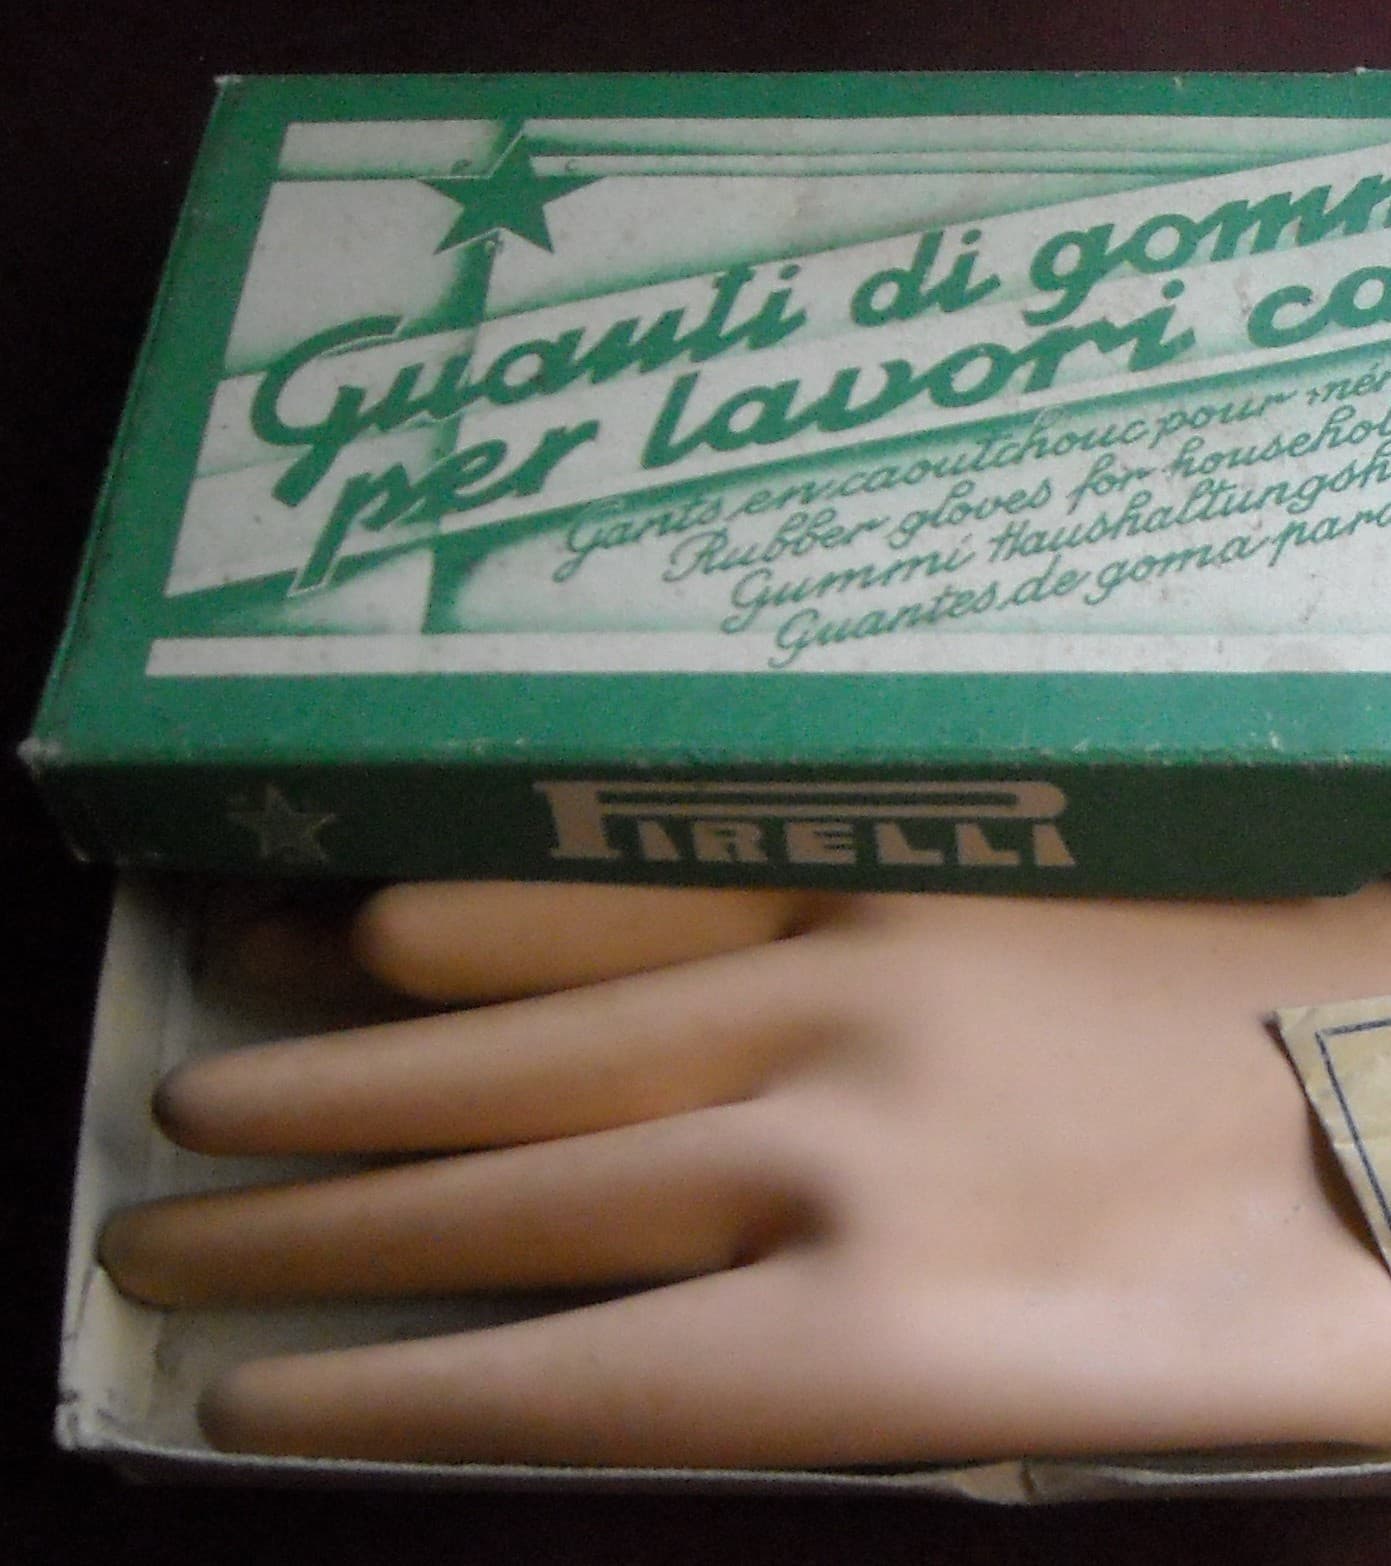 Guanti di gomm
per lavori ca
Gants en caoutchouc pour mén
Rubber gloves for househol
Gummi Haushaltungsh
Guantes de goma para
PIRELLI